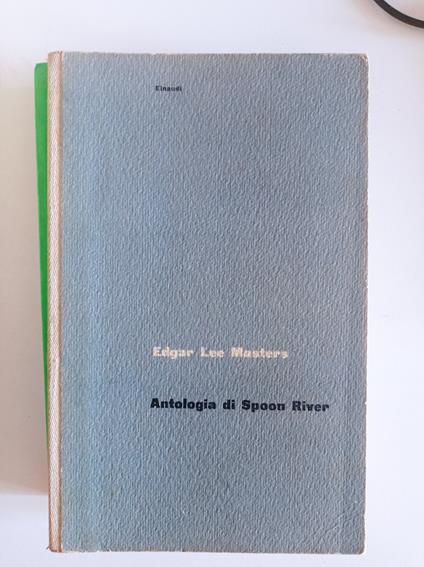 Einaudi
Edgar Lee Masters
Antologia di Spoon River